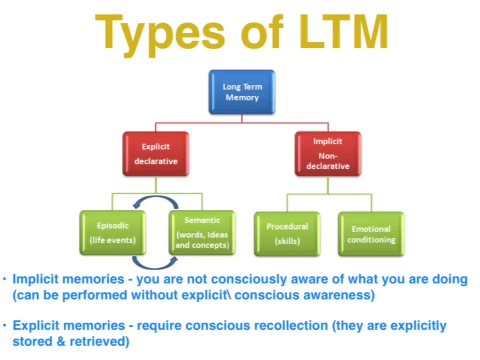 Types of LTM
Long Term
Memory
Explicit
declarative
Implicit
Non-
declarative
Episodic
(life events)
Semantic
(words, ideas
and concepts)
Procedural
(skills)
Emotional
conditioning
• Implicit memories - you are not consciously aware of what you are doing
(can be performed without explicit\ conscious awareness)
• Explicit memories - require conscious recollection (they are explicitly
stored & retrieved)